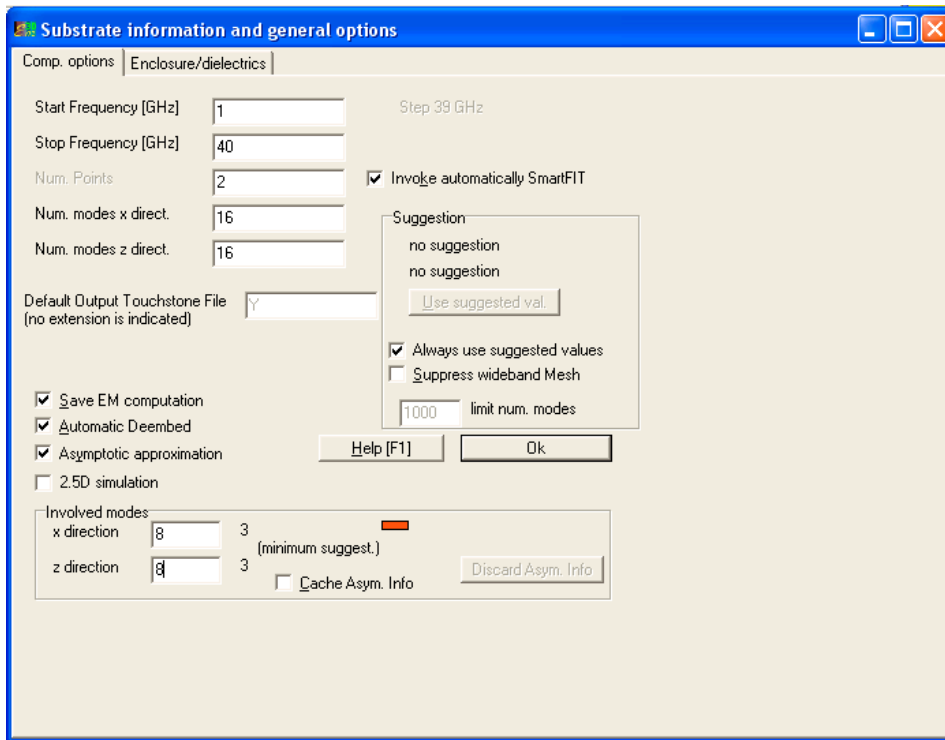 Substrate information and general options
Comp. options Enclosure/dielectrics
Start Frequency [GHz] 1 Step 39 GHz
Stop Frequency [GHz] 40
Num. Points 2 Invoke automatically SmartFIT
Num. modes x direct. 16 Suggestion
no suggestion
Num. modes z direct. 16
no suggestion
Default Output Touchstone File Y Use suggested val.
(no extension is indicated)
Always use suggested values
Suppress wideband Mesh
Save EM computation 1000 limit num. modes
Automatic Deembed
Asymptotic approximation Help [F1] Ok
2.5D simulation
Involved modes
x direction 8 3
(minimum suggest.)
z direction 8 3 Discard Asym. Info
Cache Asym. Info